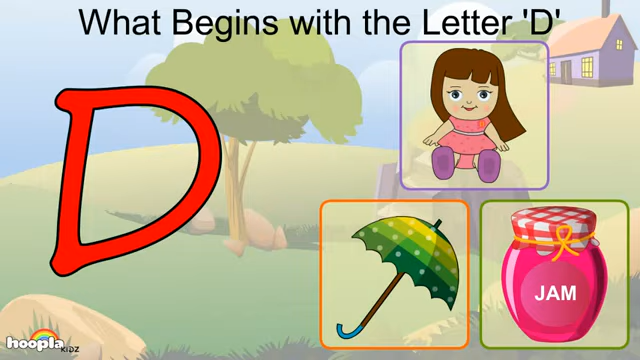 What Begins with the Letter 'D'
D
JAM
hoopla
KIDZ